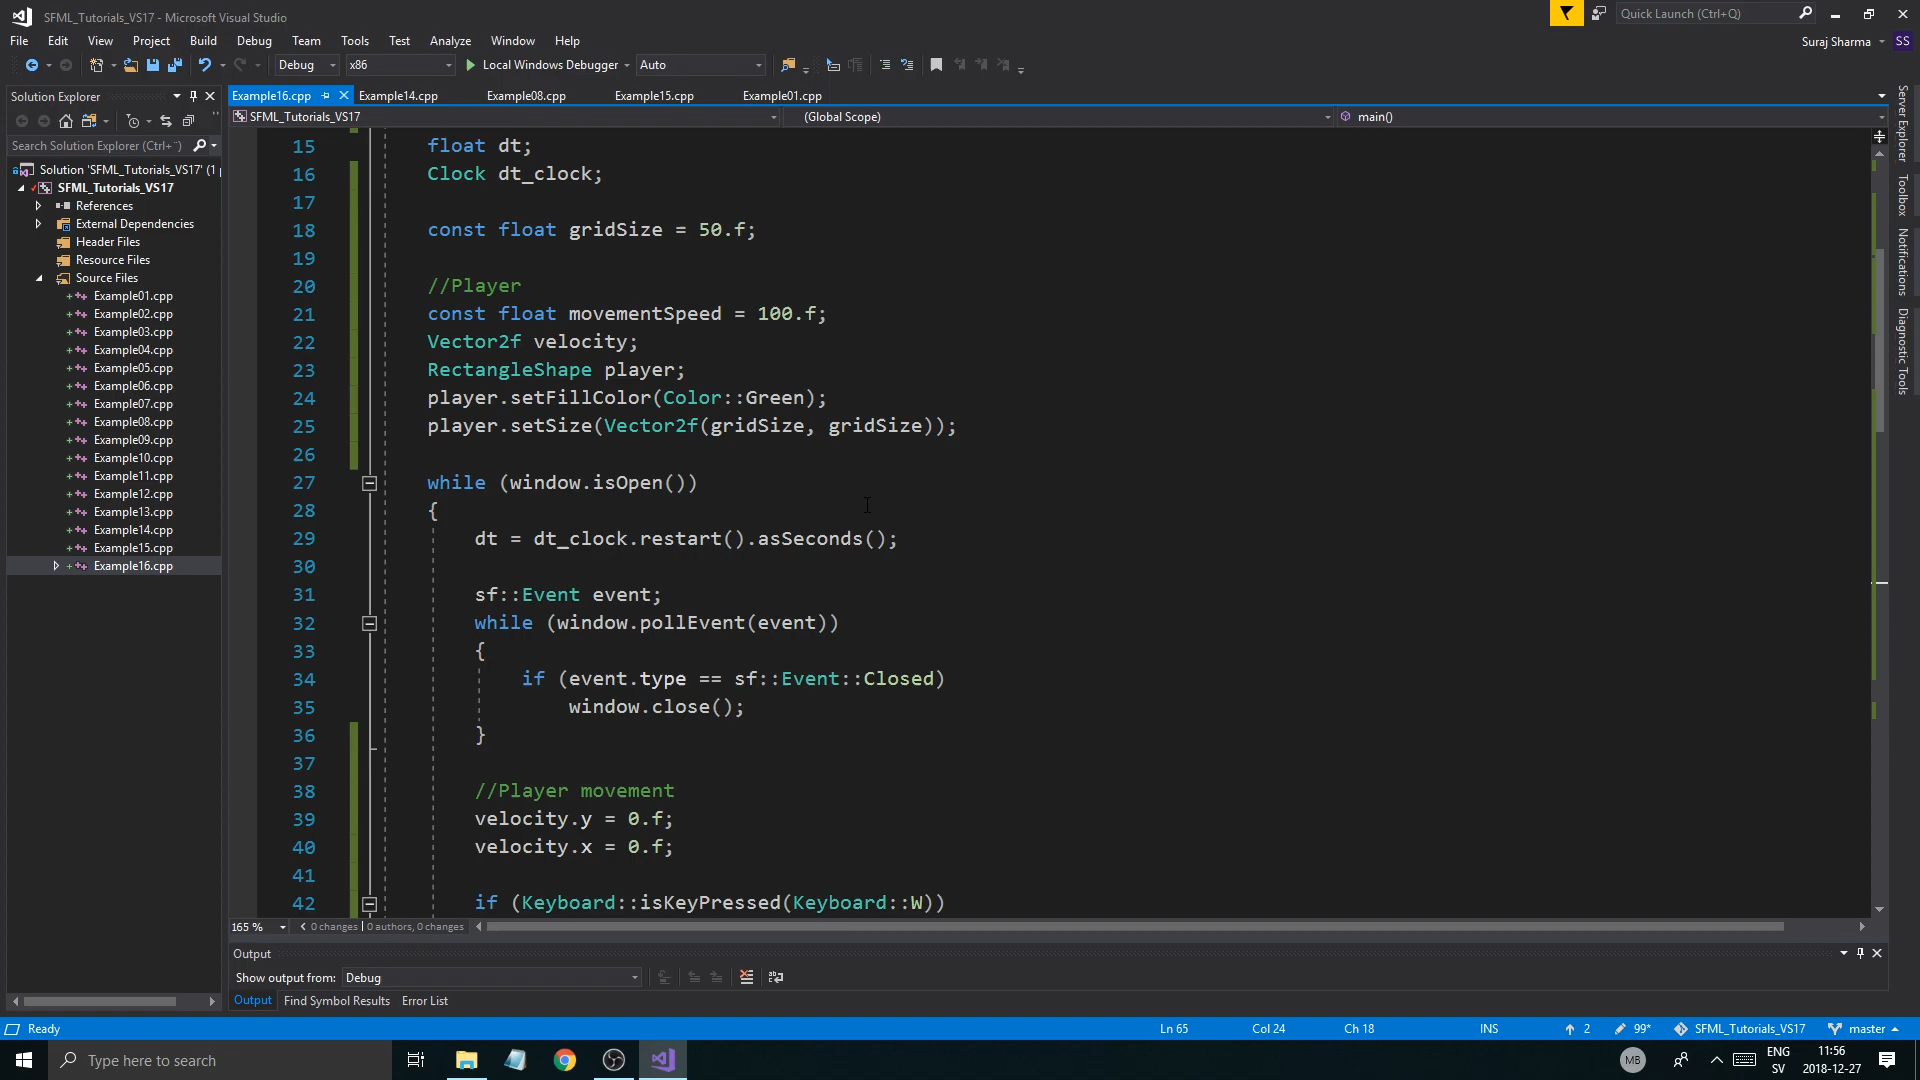 SFML_Tutorials_VS17 - Microsoft Visual Studio
Quick Launch (Ctrl+Q)
File Edit View Project Build Debug Team Tools Test Analyze Window Help
Suraj Sharma SS
Debug x86 Local Windows Debugger Auto
Solution Explorer
Example16.cpp Example14.cpp Example08.cpp Example15.cpp Example01.cpp
SFML_Tutorials_VS17 (Global Scope) main()
Search Solution Explorer (Ctrl+¨)
Solution 'SFML_Tutorials_VS17' (1 p
SFML_Tutorials_VS17
References
External Dependencies
Header Files
Resource Files
Source Files
Example01.cpp
Example02.cpp
Example03.cpp
Example04.cpp
Example05.cpp
Example06.cpp
Example07.cpp
Example08.cpp
Example09.cpp
Example10.cpp
Example11.cpp
Example12.cpp
Example13.cpp
Example14.cpp
Example15.cpp
Example16.cpp
15 float dt;
16 Clock dt_clock;
17
18 const float gridSize = 50.f;
19
20 //Player
21 const float movementSpeed = 100.f;
22 Vector2f velocity;
23 RectangleShape player;
24 player.setFillColor(Color::Green);
25 player.setSize(Vector2f(gridSize, gridSize));
26
27 while (window.isOpen())
28 {
29 dt = dt_clock.restart().asSeconds();
30
31 sf::Event event;
32 while (window.pollEvent(event))
33 {
34 if (event.type == sf::Event::Closed)
35 window.close();
36 }
37
38 //Player movement
39 velocity.y = 0.f;
40 velocity.x = 0.f;
41
42 if (Keyboard::isKeyPressed(Keyboard::W))
Server Explorer
Toolbox
Notifications
Diagnostic Tools
165 % 0 changes | 0 authors, 0 changes
Output
Show output from: Debug
Output Find Symbol Results Error List
Ready Ln 65 Col 24 Ch 18 INS 2 99* SFML_Tutorials_VS17 master
Type here to search
MB
ENG
SV
11:56
2018-12-27